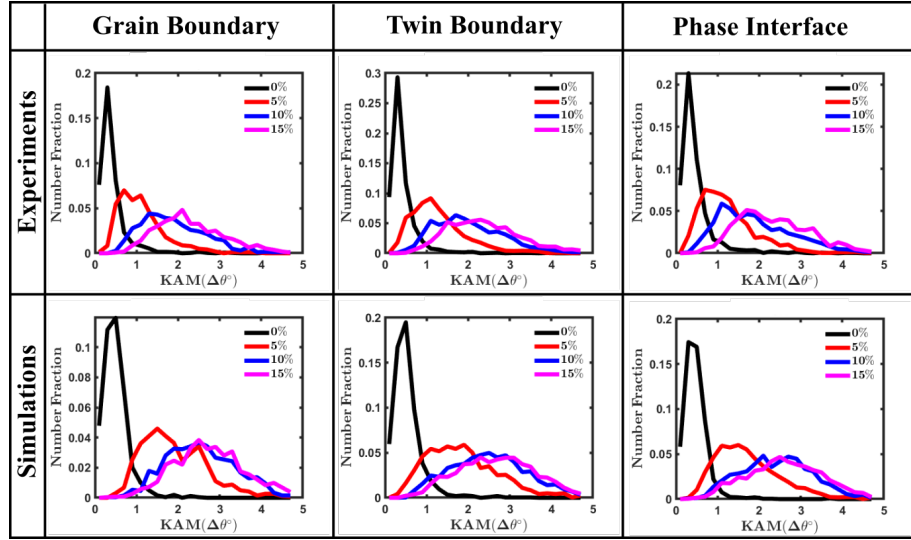 Grain Boundary
Twin Boundary
Phase Interface
Experiments
Number Fraction
0.2
0.15
0.1
0.05
0
0 1 2 3 4 5
KAM(Δθ°)
0%
5%
10%
15%
Number Fraction
0.3
0.25
0.2
0.15
0.1
0.05
0
0 1 2 3 4 5
KAM(Δθ°)
0%
5%
10%
15%
Number Fraction
0.2
0.15
0.1
0.05
0
0 1 2 3 4 5
KAM(Δθ°)
0%
5%
10%
15%
Simulations
Number Fraction
0.1
0.08
0.06
0.04
0.02
0
0 1 2 3 4 5
KAM(Δθ°)
0%
5%
10%
15%
Number Fraction
0.2
0.15
0.1
0.05
0
0 1 2 3 4 5
KAM(Δθ°)
0%
5%
10%
15%
Number Fraction
0.2
0.15
0.1
0.05
0
0 1 2 3 4 5
KAM(Δθ°)
0%
5%
10%
15%